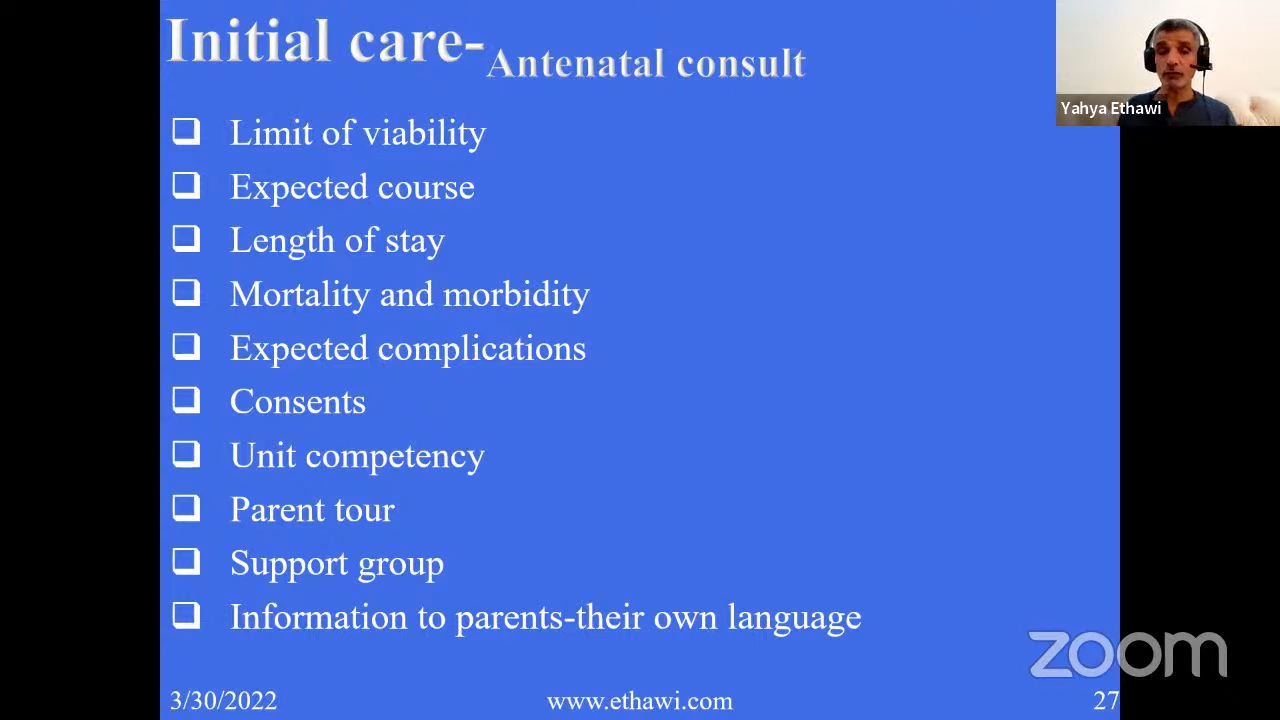 Initial care-Antenatal consult
Yahya Ethawi
Limit of viability
Expected course
Length of stay
Mortality and morbidity
Expected complications
Consents
Unit competency
Parent tour
Support group
Information to parents-their own language
zoom
3/30/2022 www.ethawi.com 27